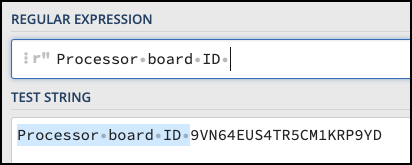 REGULAR EXPRESSION
r" Processor board ID
TEST STRING
Processor board ID 9VN64EUS4TR5CM1KRP9YD